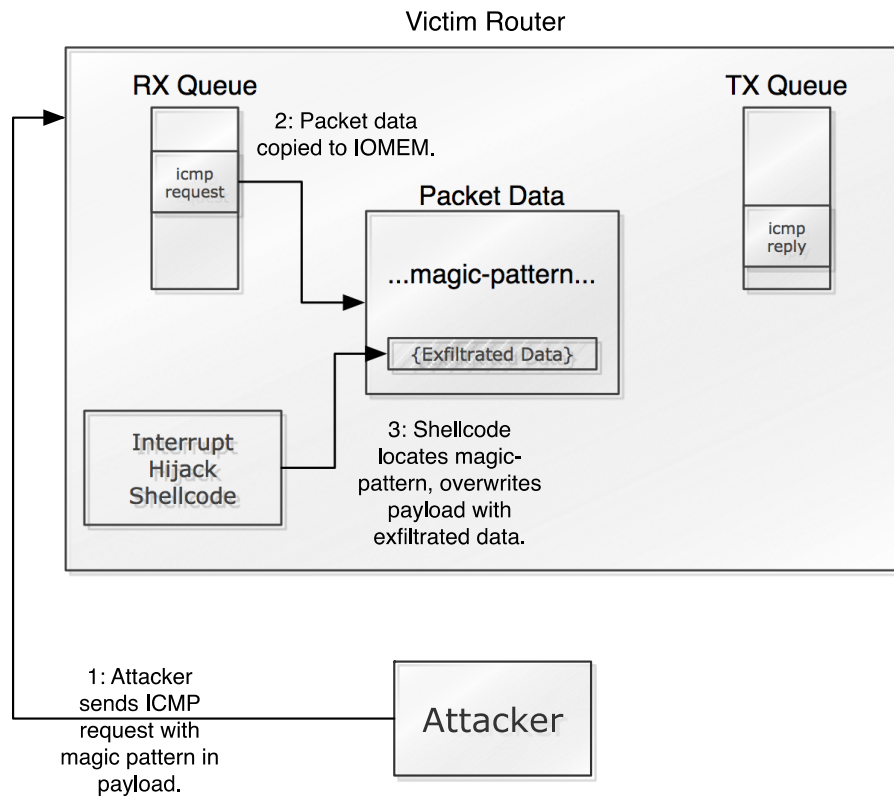 Victim Router
RX Queue
TX Queue
2: Packet data
copied to IOMEM.
icmp
request
Packet Data
icmp
reply
...magic-pattern...
{Exfiltrated Data}
Interrupt
Hijack
Shellcode
3: Shellcode
locates magic-
pattern, overwrites
payload with
exfiltrated data.
1: Attacker
sends ICMP
request with
magic pattern in
payload.
Attacker